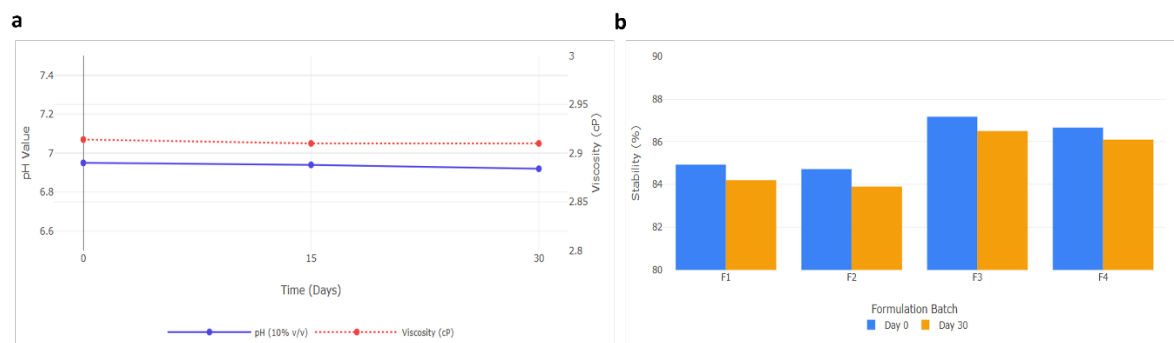 a
7.4
7.2
7
6.8
6.6
pH Value
3
2.95
2.9
2.85
2.8
Viscosity (cP)
0
15
30
Time (Days)
pH (10% v/v)
Viscosity (cP)
b
90
88
86
84
82
80
Stability (%)
F1
F2
F3
F4
Formulation Batch
Day 0
Day 30